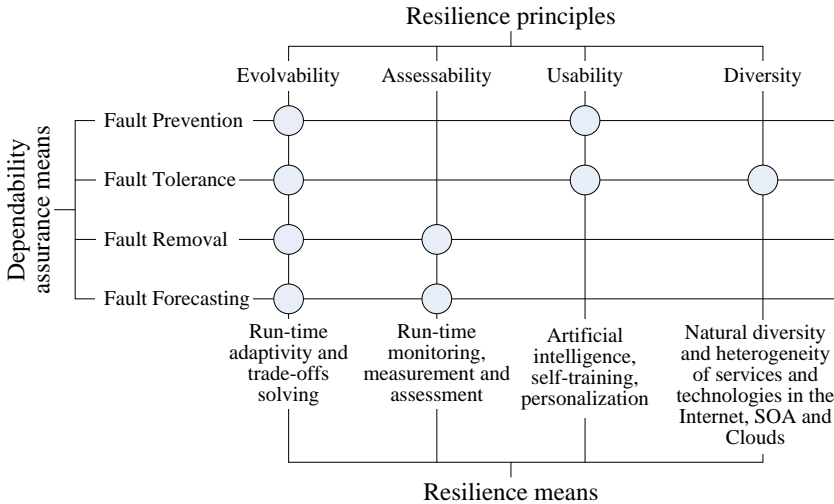 Resilience principles
Evolvability
Assessability
Usability
Diversity
Dependability
assurance means
Fault Prevention
Fault Tolerance
Fault Removal
Fault Forecasting
Run-time
adaptivity and
trade-offs
solving
Run-time
monitoring,
measurement and
assessment
Artificial
intelligence,
self-training,
personalization
Natural diversity
and heterogeneity
of services and
technologies in the
Internet, SOA and
Clouds
Resilience means